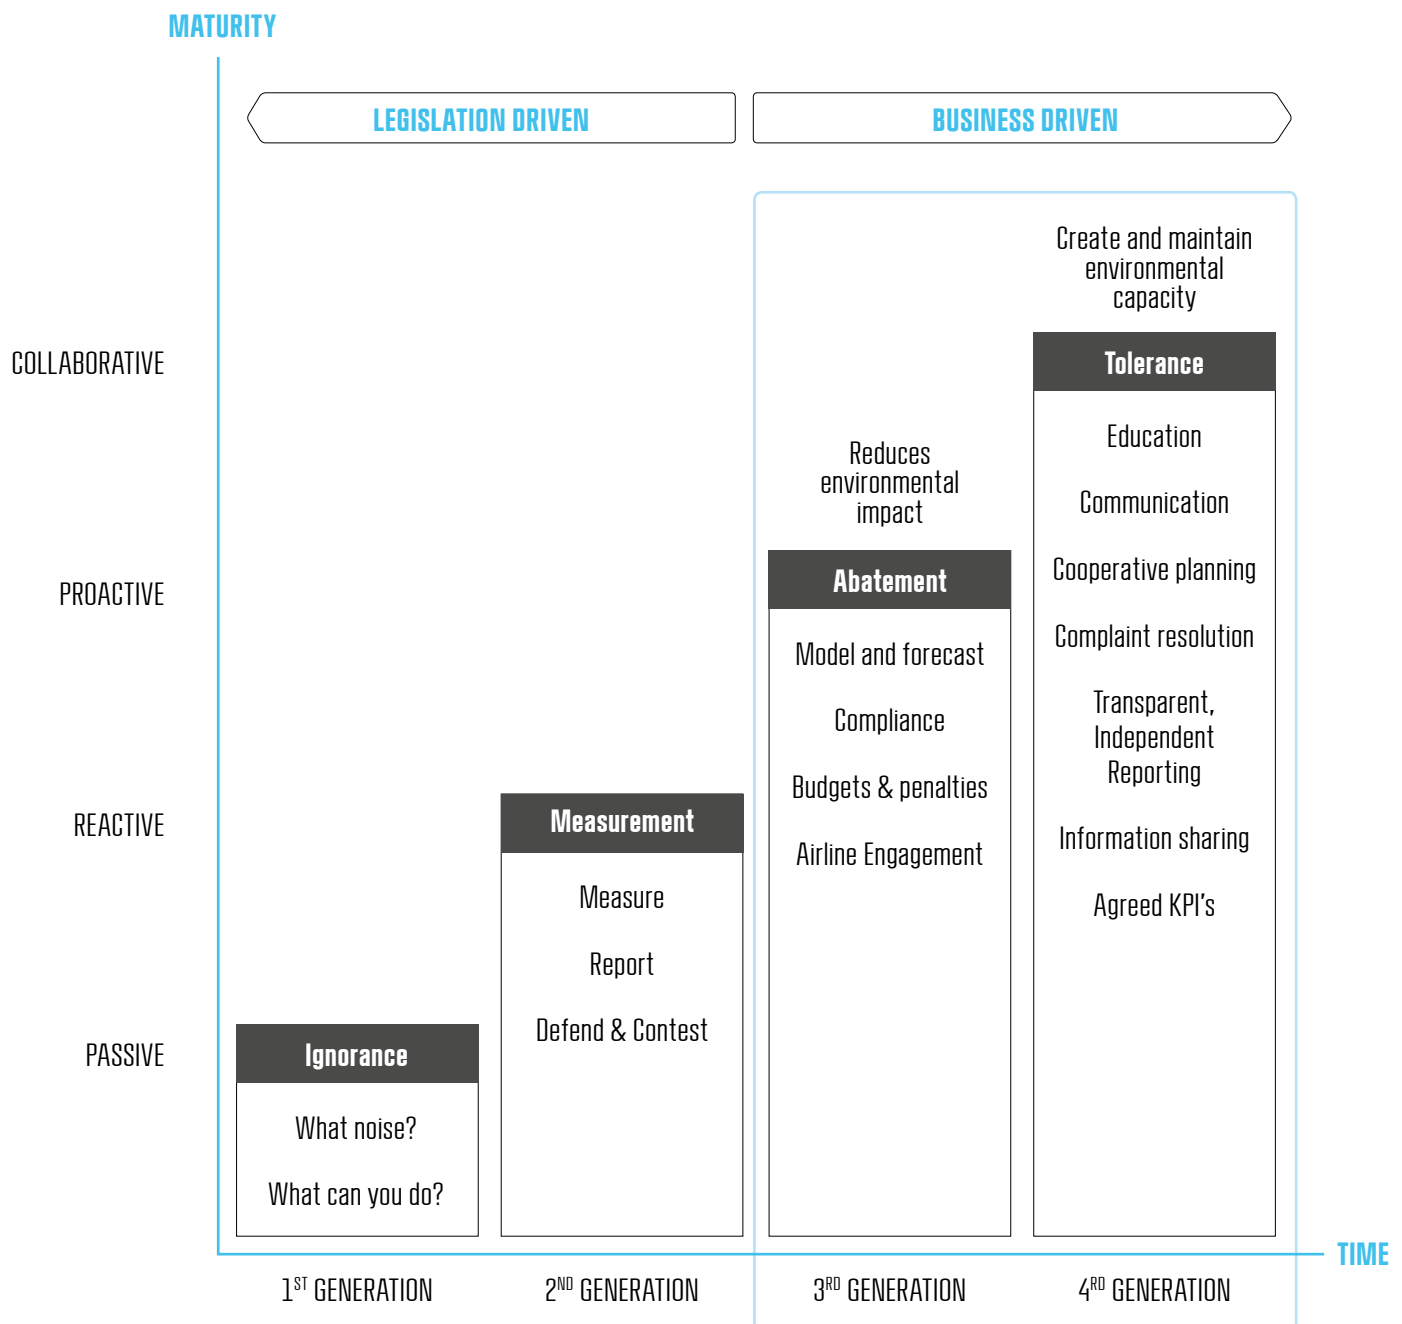 MATURITY
LEGISLATION DRIVEN
BUSINESS DRIVEN
Create and maintain
environmental
capacity
COLLABORATIVE
Tolerance
Education
Communication
Cooperative planning
Complaint resolution
Transparent,
Independent
Reporting
Information sharing
Agreed KPI's
Reduces
environmental
impact
PROACTIVE
Abatement
Model and forecast
Compliance
Budgets & penalties
Airline Engagement
REACTIVE
Measurement
Measure
Report
Defend & Contest
PASSIVE
Ignorance
What noise?
What can you do?
TIME
1ST GENERATION
2ND GENERATION
3RD GENERATION
4RD GENERATION